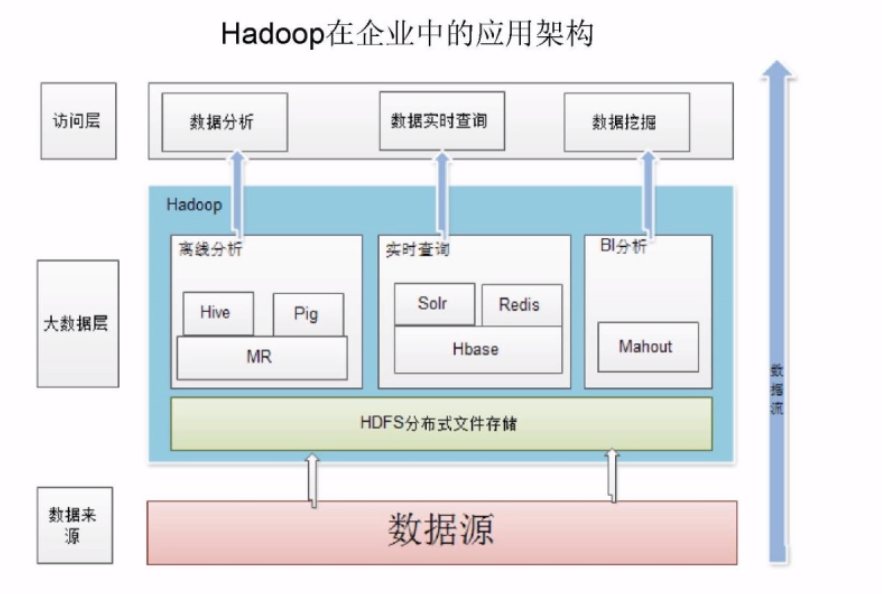 Hadoop在企业中的应用架构
访问层
数据分析
数据实时查询
数据挖掘
Hadoop
大数据层
离线分析
实时查询
BI分析
Hive
Pig
MR
Solr
Redis
Hbase
Mahout
HDFS分布式文件存储
数据来
源
数据源
数
据
流